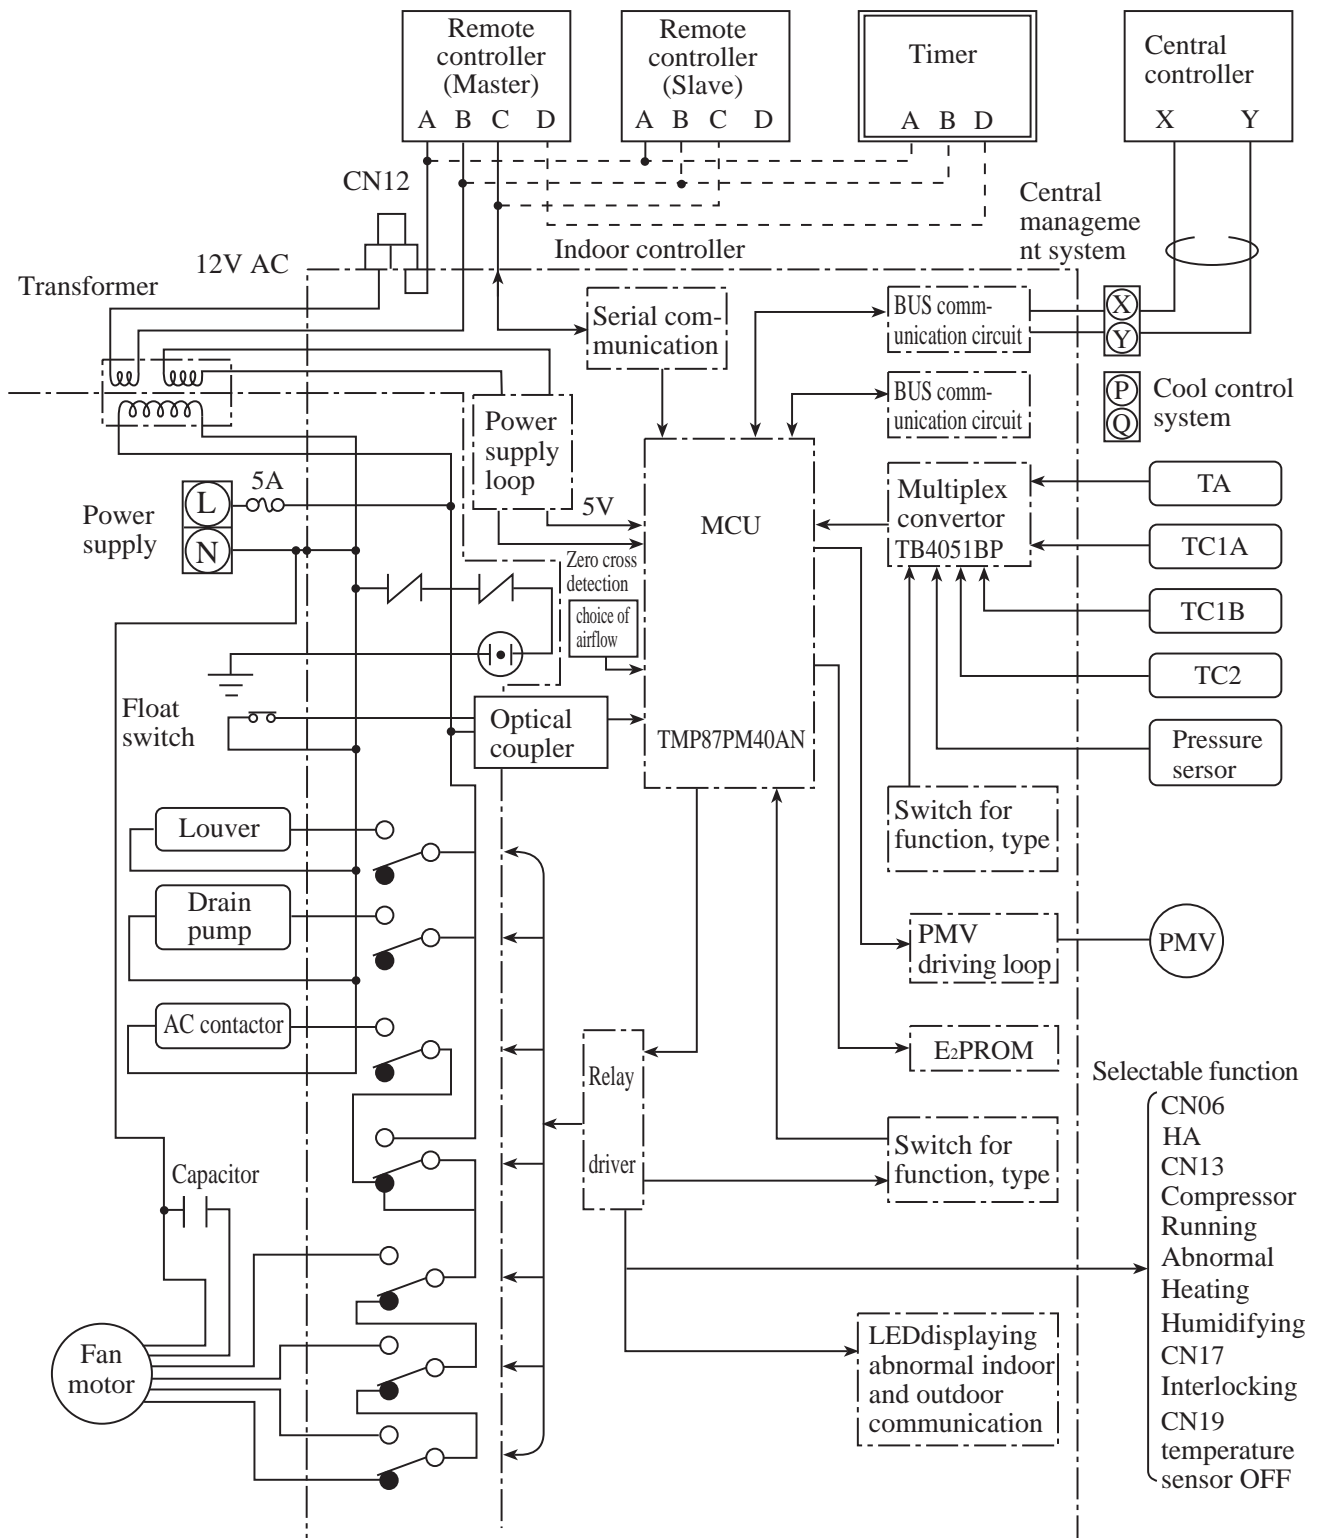 Remote
controller
(Master)
A B C D
Remote
controller
(Slave)
A B C D
Timer
A B D
Central
controller
X Y
CN12
Central
manageme
nt system
12V AC
Indoor controller
Transformer
Serial com-
munication
BUS comm-
unication circuit
X
Y
BUS comm-
unication circuit
P
Q
Cool control
system
Power
supply
loop
5A
Power
supply
L
N
5V
MCU
TMP87PM40AN
Multiplex
convertor
TB4051BP
TA
TC1A
TC1B
TC2
Pressure
sersor
Zero cross
detection
choice of
airflow
Float
switch
Optical
coupler
Switch for
function, type
Louver
Drain
pump
AC contactor
PMV
driving loop
PMV
E2PROM
Relay
driver
Switch for
function, type
Capacitor
Fan
motor
LEDdisplaying
abnormal indoor
and outdoor
communication
Selectable function
CN06
HA
CN13
Compressor
Running
Abnormal
Heating
Humidifying
CN17
Interlocking
CN19
temperature
sensor OFF